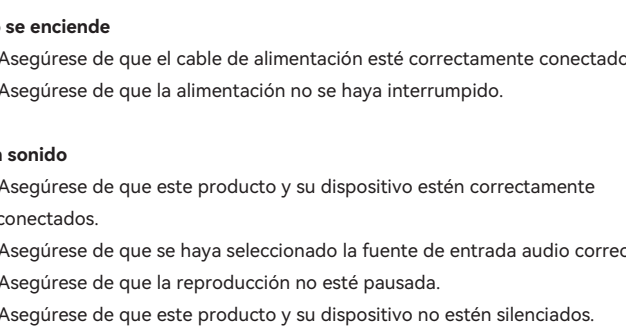 se enciende
Asegúrese de que el cable de alimentación esté correctamente conectado
Asegúrese de que la alimentación no se haya interrumpido.
sonido
Asegúrese de que este producto y su dispositivo estén correctamente
conectados.
Asegúrese de que se haya seleccionado la fuente de entrada audio
Asegúrese de que la reproducción no esté pausada.
Asegúrese de que este producto y su dispositivo no estén silenciados.